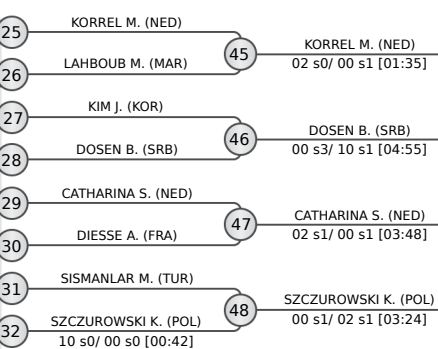 25
KORREL M. (NED)
26
LAHBOUB M. (MAR)
45
KORREL M. (NED)
02 s0/ 00 s1 [01:35]
27
KIM J. (KOR)
28
DOSEN B. (SRB)
46
DOSEN B. (SRB)
00 s3/ 10 s1 [04:55]
29
CATHARINA S. (NED)
30
DIESSE A. (FRA)
47
CATHARINA S. (NED)
02 s1/ 00 s1 [03:48]
31
SISMANLAR M. (TUR)
32
SZCZUROWSKI K. (POL)
10 s0/ 00 s0 [00:42]
48
SZCZUROWSKI K. (POL)
00 s1/ 02 s1 [03:24]